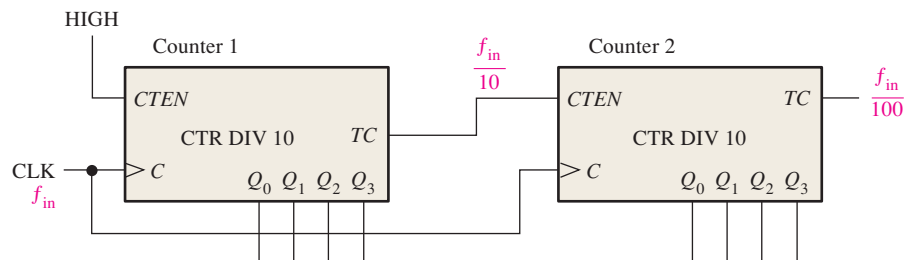 HIGH
Counter 1
Counter 2
f_in/10
f_in/100
CTEN
TC
CTR DIV 10
CLK
f_in
C
Q0 Q1 Q2 Q3
CTEN
TC
CTR DIV 10
C
Q0 Q1 Q2 Q3